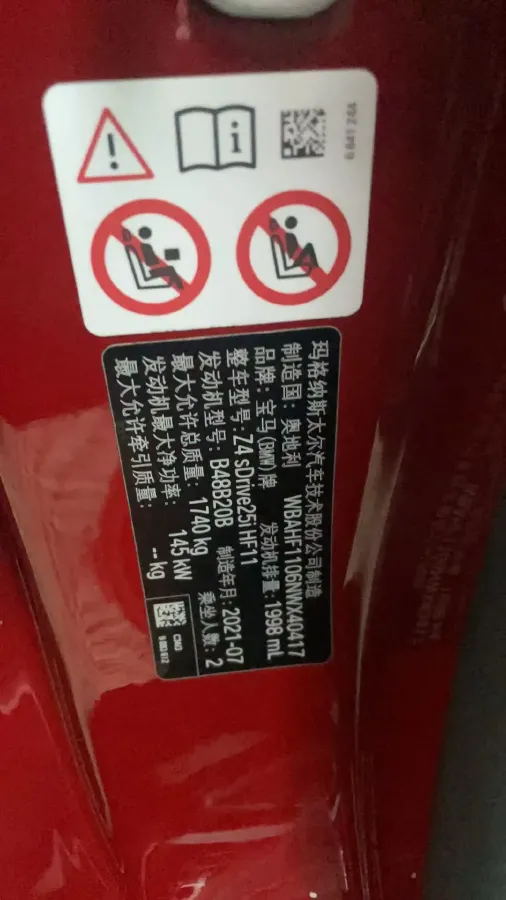 6 841 244
玛格纳斯太尔汽车技术股份公司制造
制造国：奥地利 WBAHF1106NWX40417
品牌：宝马(BMW)牌 发动机排量：1998 mL
整车型号：Z4 sDrive25i HF11
发动机型号：B48B20B 制造年月：2021-07
最大允许总质量：1740 kg 乘坐人数：2
发动机最大净功率：145 kW
最大允许牵引质量：-- kg
CHN3